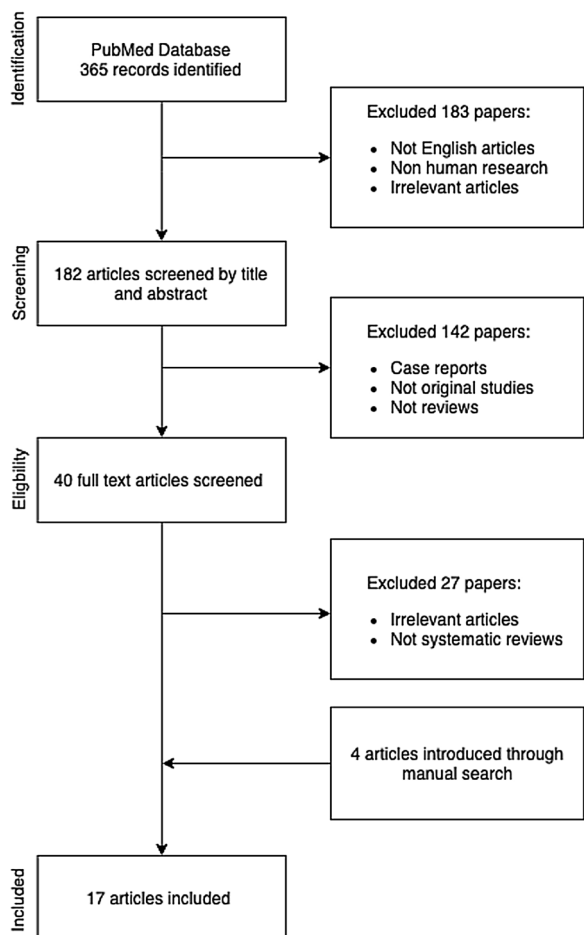 Identification
PubMed Database
365 records identified
Excluded 183 papers:
• Not English articles
• Non human research
• Irrelevant articles
Screening
182 articles screened by title
and abstract
Excluded 142 papers:
• Case reports
• Not original studies
• Not reviews
Eligbility
40 full text articles screened
Excluded 27 papers:
• Irrelevant articles
• Not systematic reviews
4 articles introduced through
manual search
Included
17 articles included